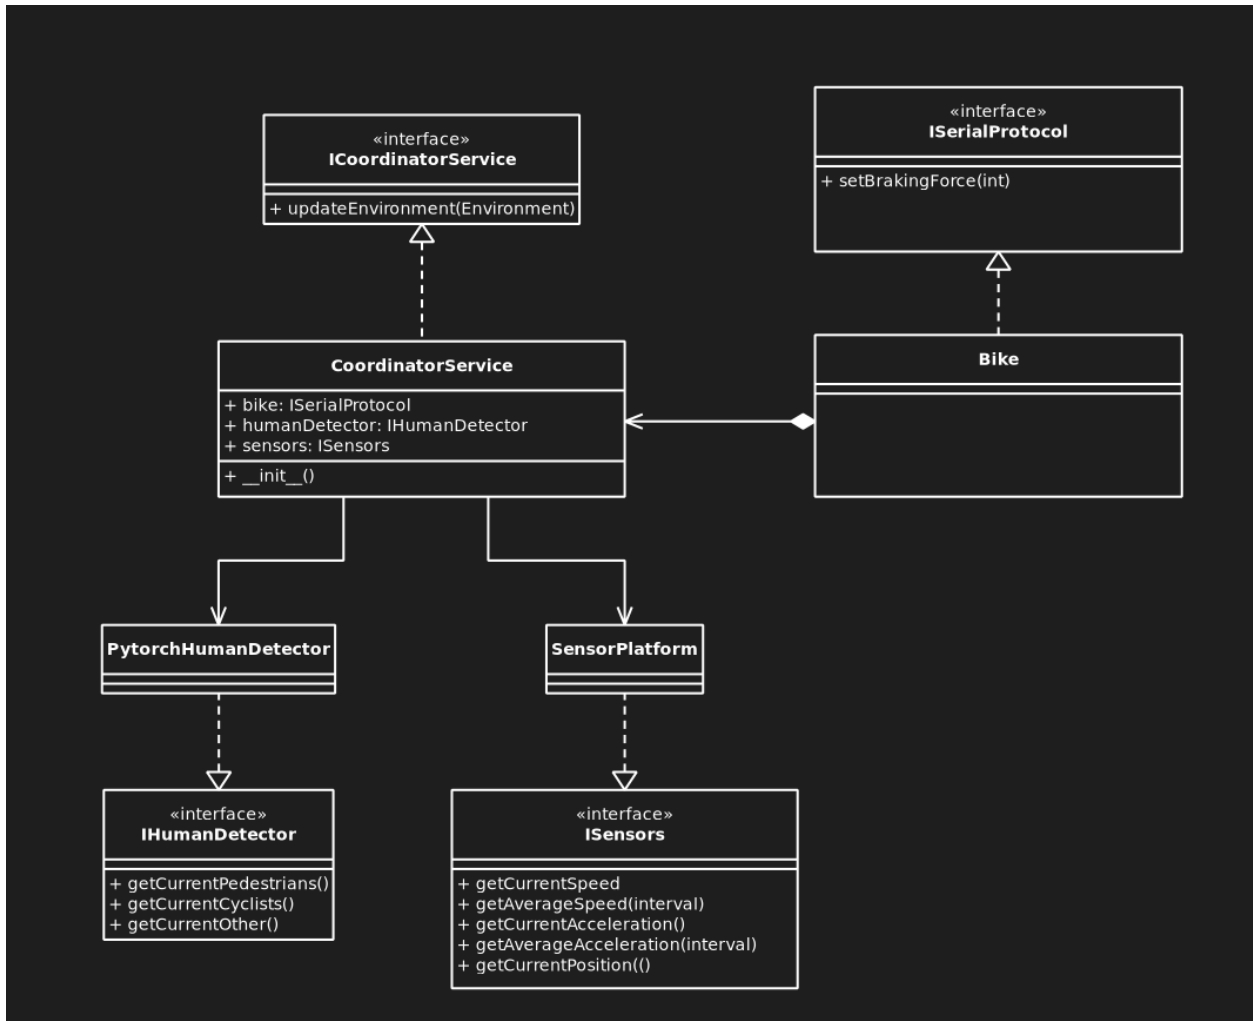 «interface»
ICoordinatorService
+ updateEnvironment(Environment)
«interface»
ISerialProtocol
+ setBrakingForce(int)
CoordinatorService
+ bike: ISerialProtocol
+ humanDetector: IHumanDetector
+ sensors: ISensors
+ __init__()
Bike
PytorchHumanDetector
SensorPlatform
«interface»
IHumanDetector
+ getCurrentPedestrians()
+ getCurrentCyclists()
+ getCurrentOther()
«interface»
ISensors
+ getCurrentSpeed
+ getAverageSpeed(interval)
+ getCurrentAcceleration()
+ getAverageAcceleration(interval)
+ getCurrentPosition(()